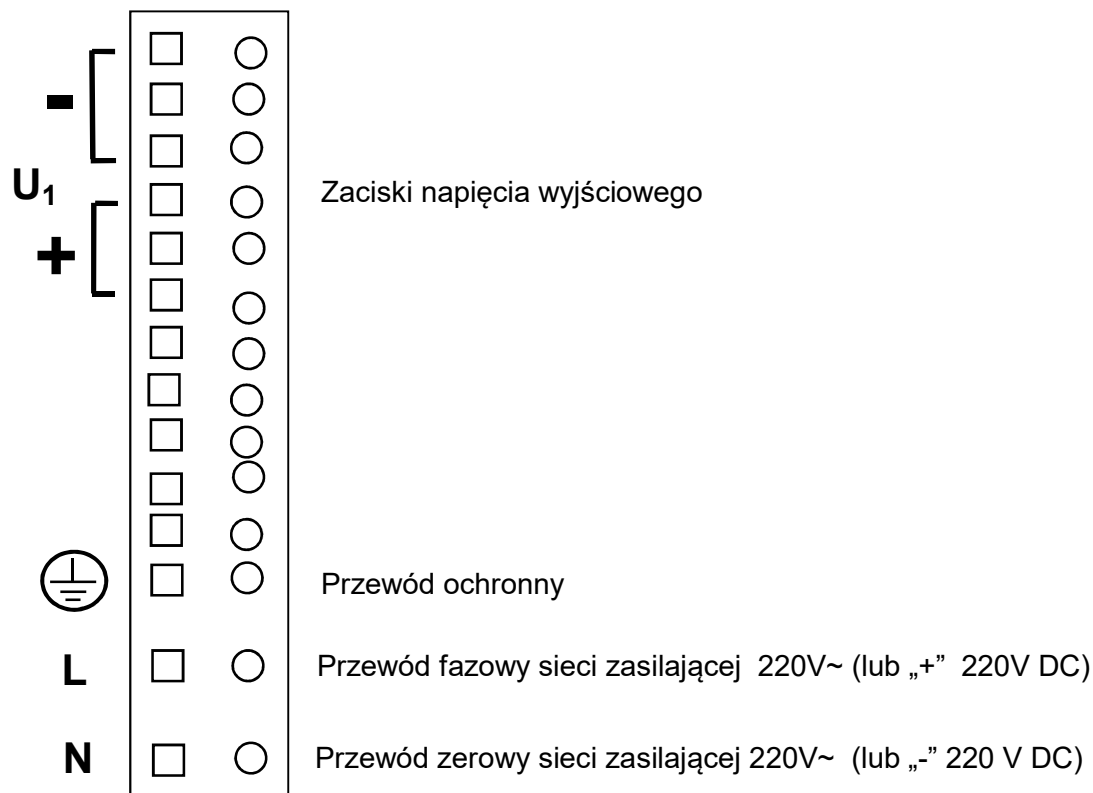 -
U₁
Zaciski napięcia wyjściowego
+
Przewód ochronny
L Przewód fazowy sieci zasilającej 220V~ (lub „+” 220V DC)
N Przewód zerowy sieci zasilającej 220V~ (lub „-” 220 V DC)